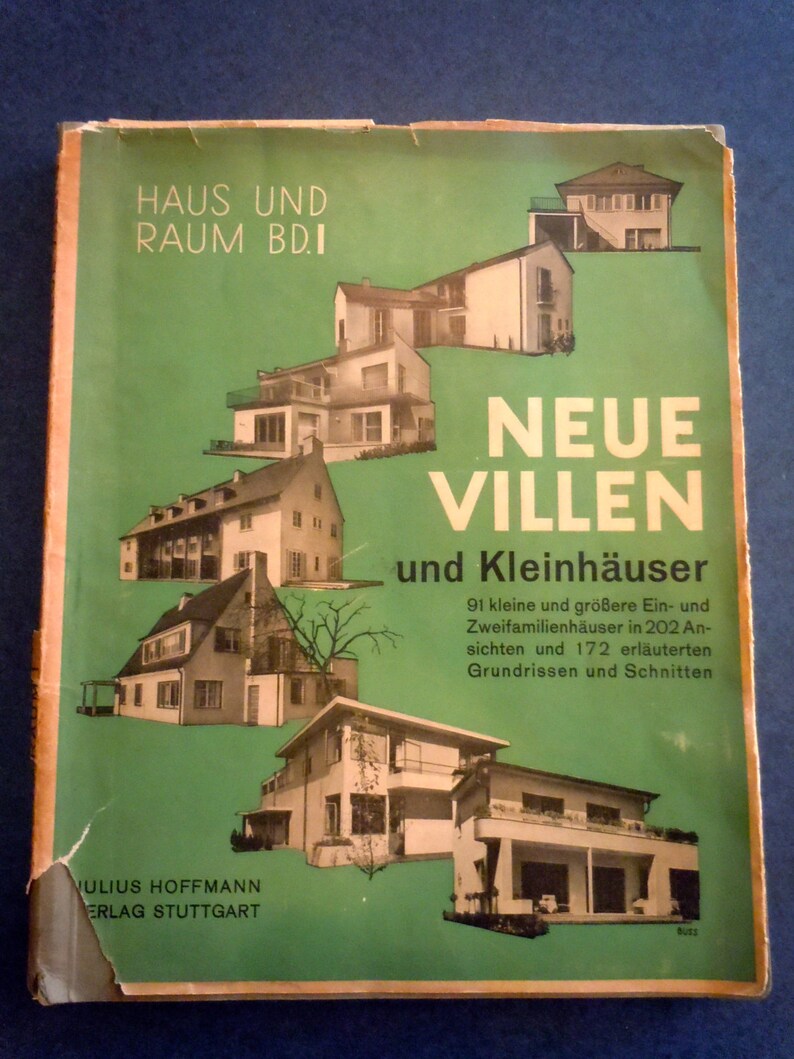 HAUS UND
RAUM BD. I
NEUE
VILLEN
und Kleinhäuser
91 kleine und größere Ein- und
Zweifamilienhäuser in 202 An-
sichten und 172 erläuterten
Grundrissen und Schnitten
JULIUS HOFFMANN
ERLAG STUTTGART